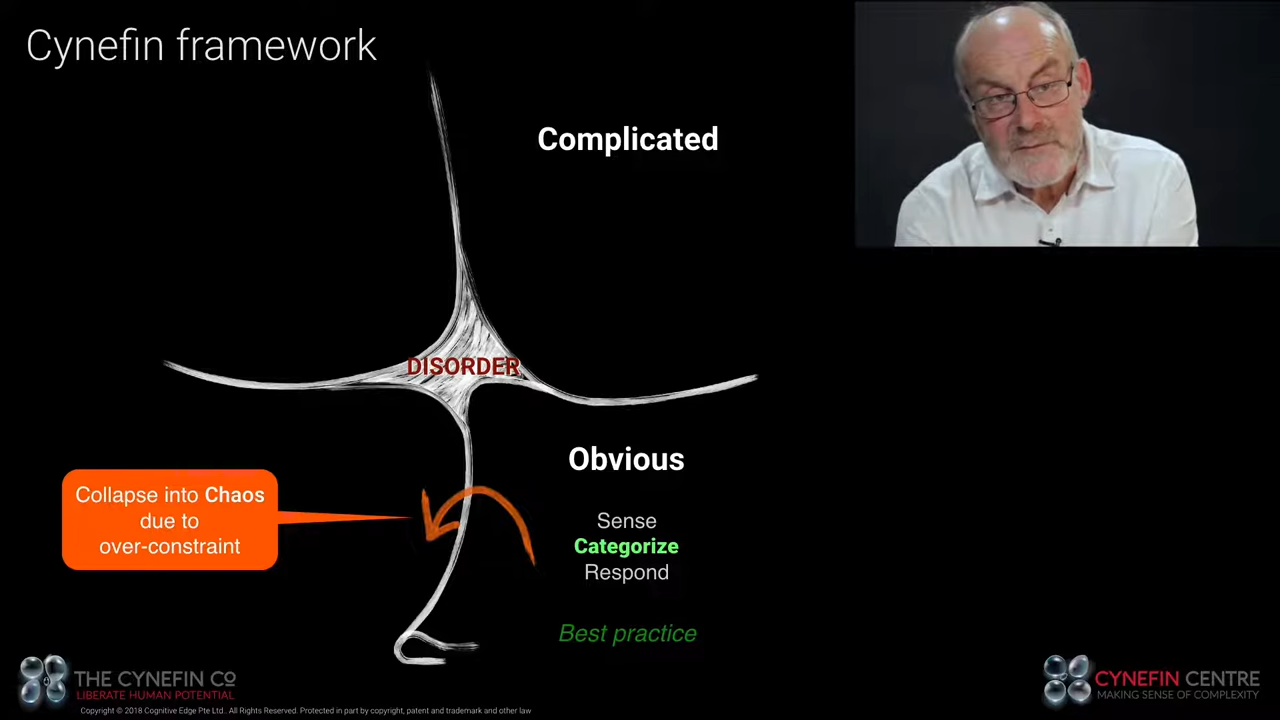 Cynefin framework
Complicated
DISORDER
Obvious
Collapse into Chaos
due to
over-constraint
Sense
Categorize
Respond
Best practice
THE CYNEFIN CO
LIBERATE HUMAN POTENTIAL
CYNEFIN CENTRE
MAKING SENSE OF COMPLEXITY
Copyright © 2018 Cognitive Edge Pte Ltd.. All Rights Reserved. Protected in part by copyright, patent and trademark and other law